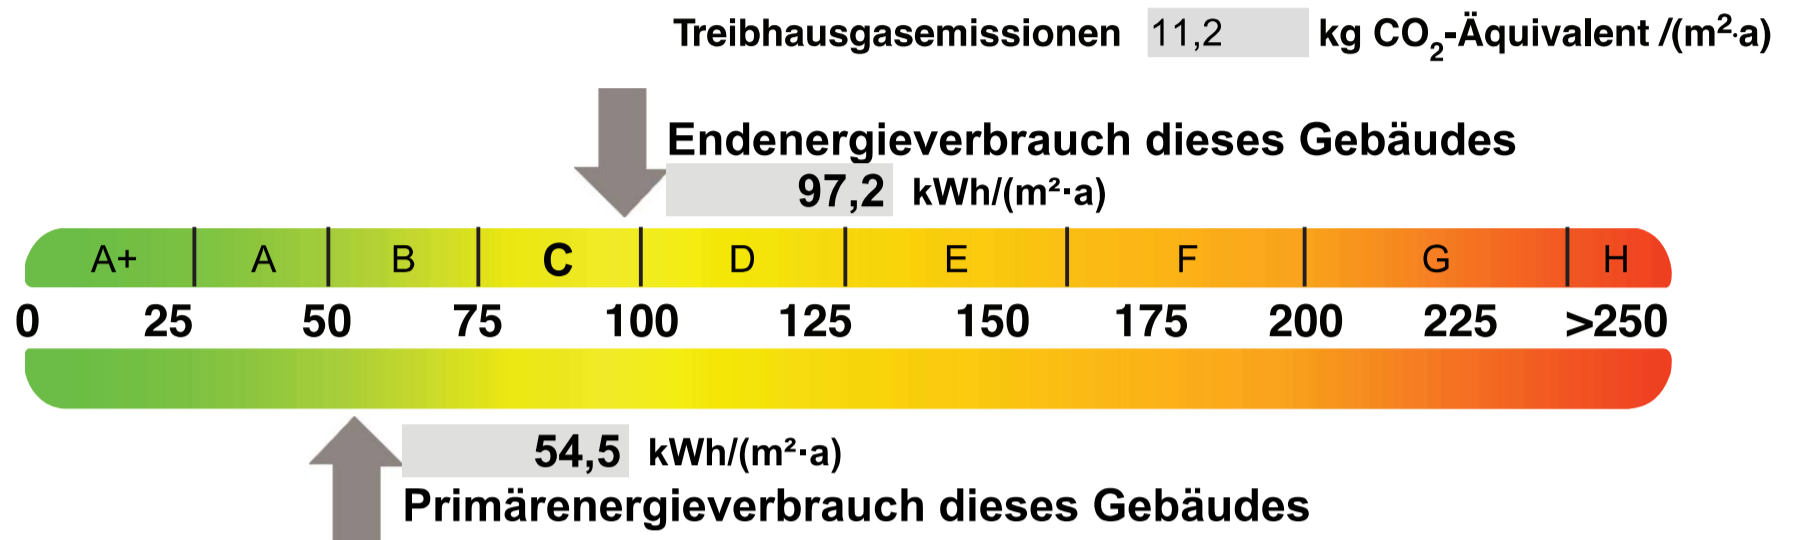 Treibhausgasemissionen 11,2 kg CO₂-Äquivalent /(m²·a)
Endenergieverbrauch dieses Gebäudes
97,2 kWh/(m²·a)
A+ A B C D E F G H
0 25 50 75 100 125 150 175 200 225 >250
54,5 kWh/(m²·a)
Primärenergieverbrauch dieses Gebäudes